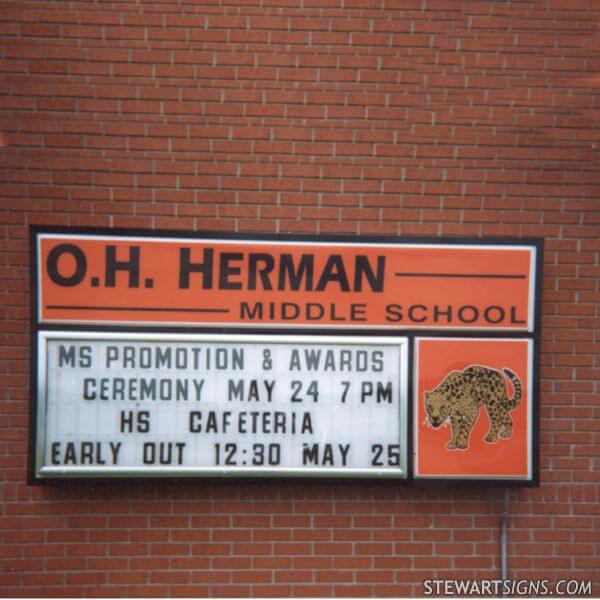 O.H. HERMAN
MIDDLE SCHOOL
MS PROMOTION & AWARDS
CEREMONY MAY 24 7 PM
HS CAFETERIA
EARLY OUT 12:30 MAY 25
STEWARTSIGNS.COM